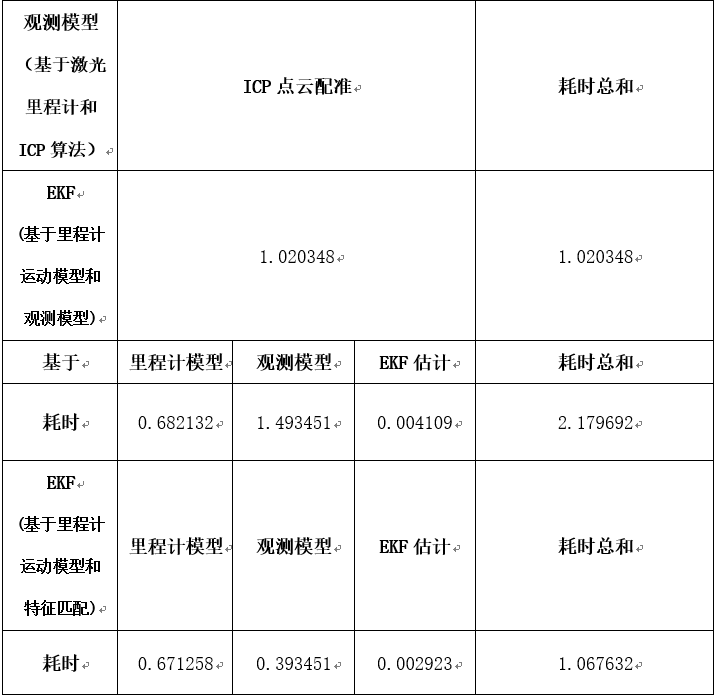 观测模型
（基于激光
里程计和
ICP 算法）
ICP 点云配准
耗时总和
EKF
(基于里程计
运动模型和
观测模型)
1.020348
1.020348
基于
里程计模型
观测模型
EKF 估计
耗时总和
耗时
0.682132
1.493451
0.004109
2.179692
EKF
(基于里程计
运动模型和
特征匹配)
里程计模型
观测模型
EKF 估计
耗时总和
耗时
0.671258
0.393451
0.002923
1.067632